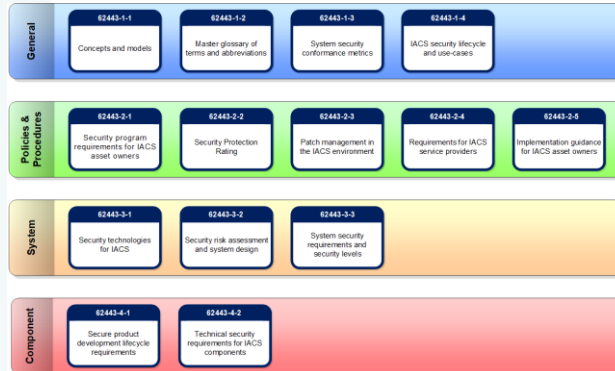 General
62443-1-1
Concepts and models
62443-1-2
Master glossary of
terms and abbreviations
62443-1-3
System security
conformance metrics
62443-1-4
IACS security lifecycle
and use-cases
Policies &
Procedures
62443-2-1
Security program
requirements for IACS
asset owners
62443-2-2
Security Protection
Rating
62443-2-3
Patch management in
the IACS environment
62443-2-4
Requirements for IACS
service providers
62443-2-5
Implementation guidance
for IACS asset owners
System
62443-3-1
Security technologies
for IACS
62443-3-2
Security risk assessment
and system design
62443-3-3
System security
requirements and
security levels
Component
62443-4-1
Secure product
development lifecycle
requirements
62443-4-2
Technical security
requirements for IACS
components